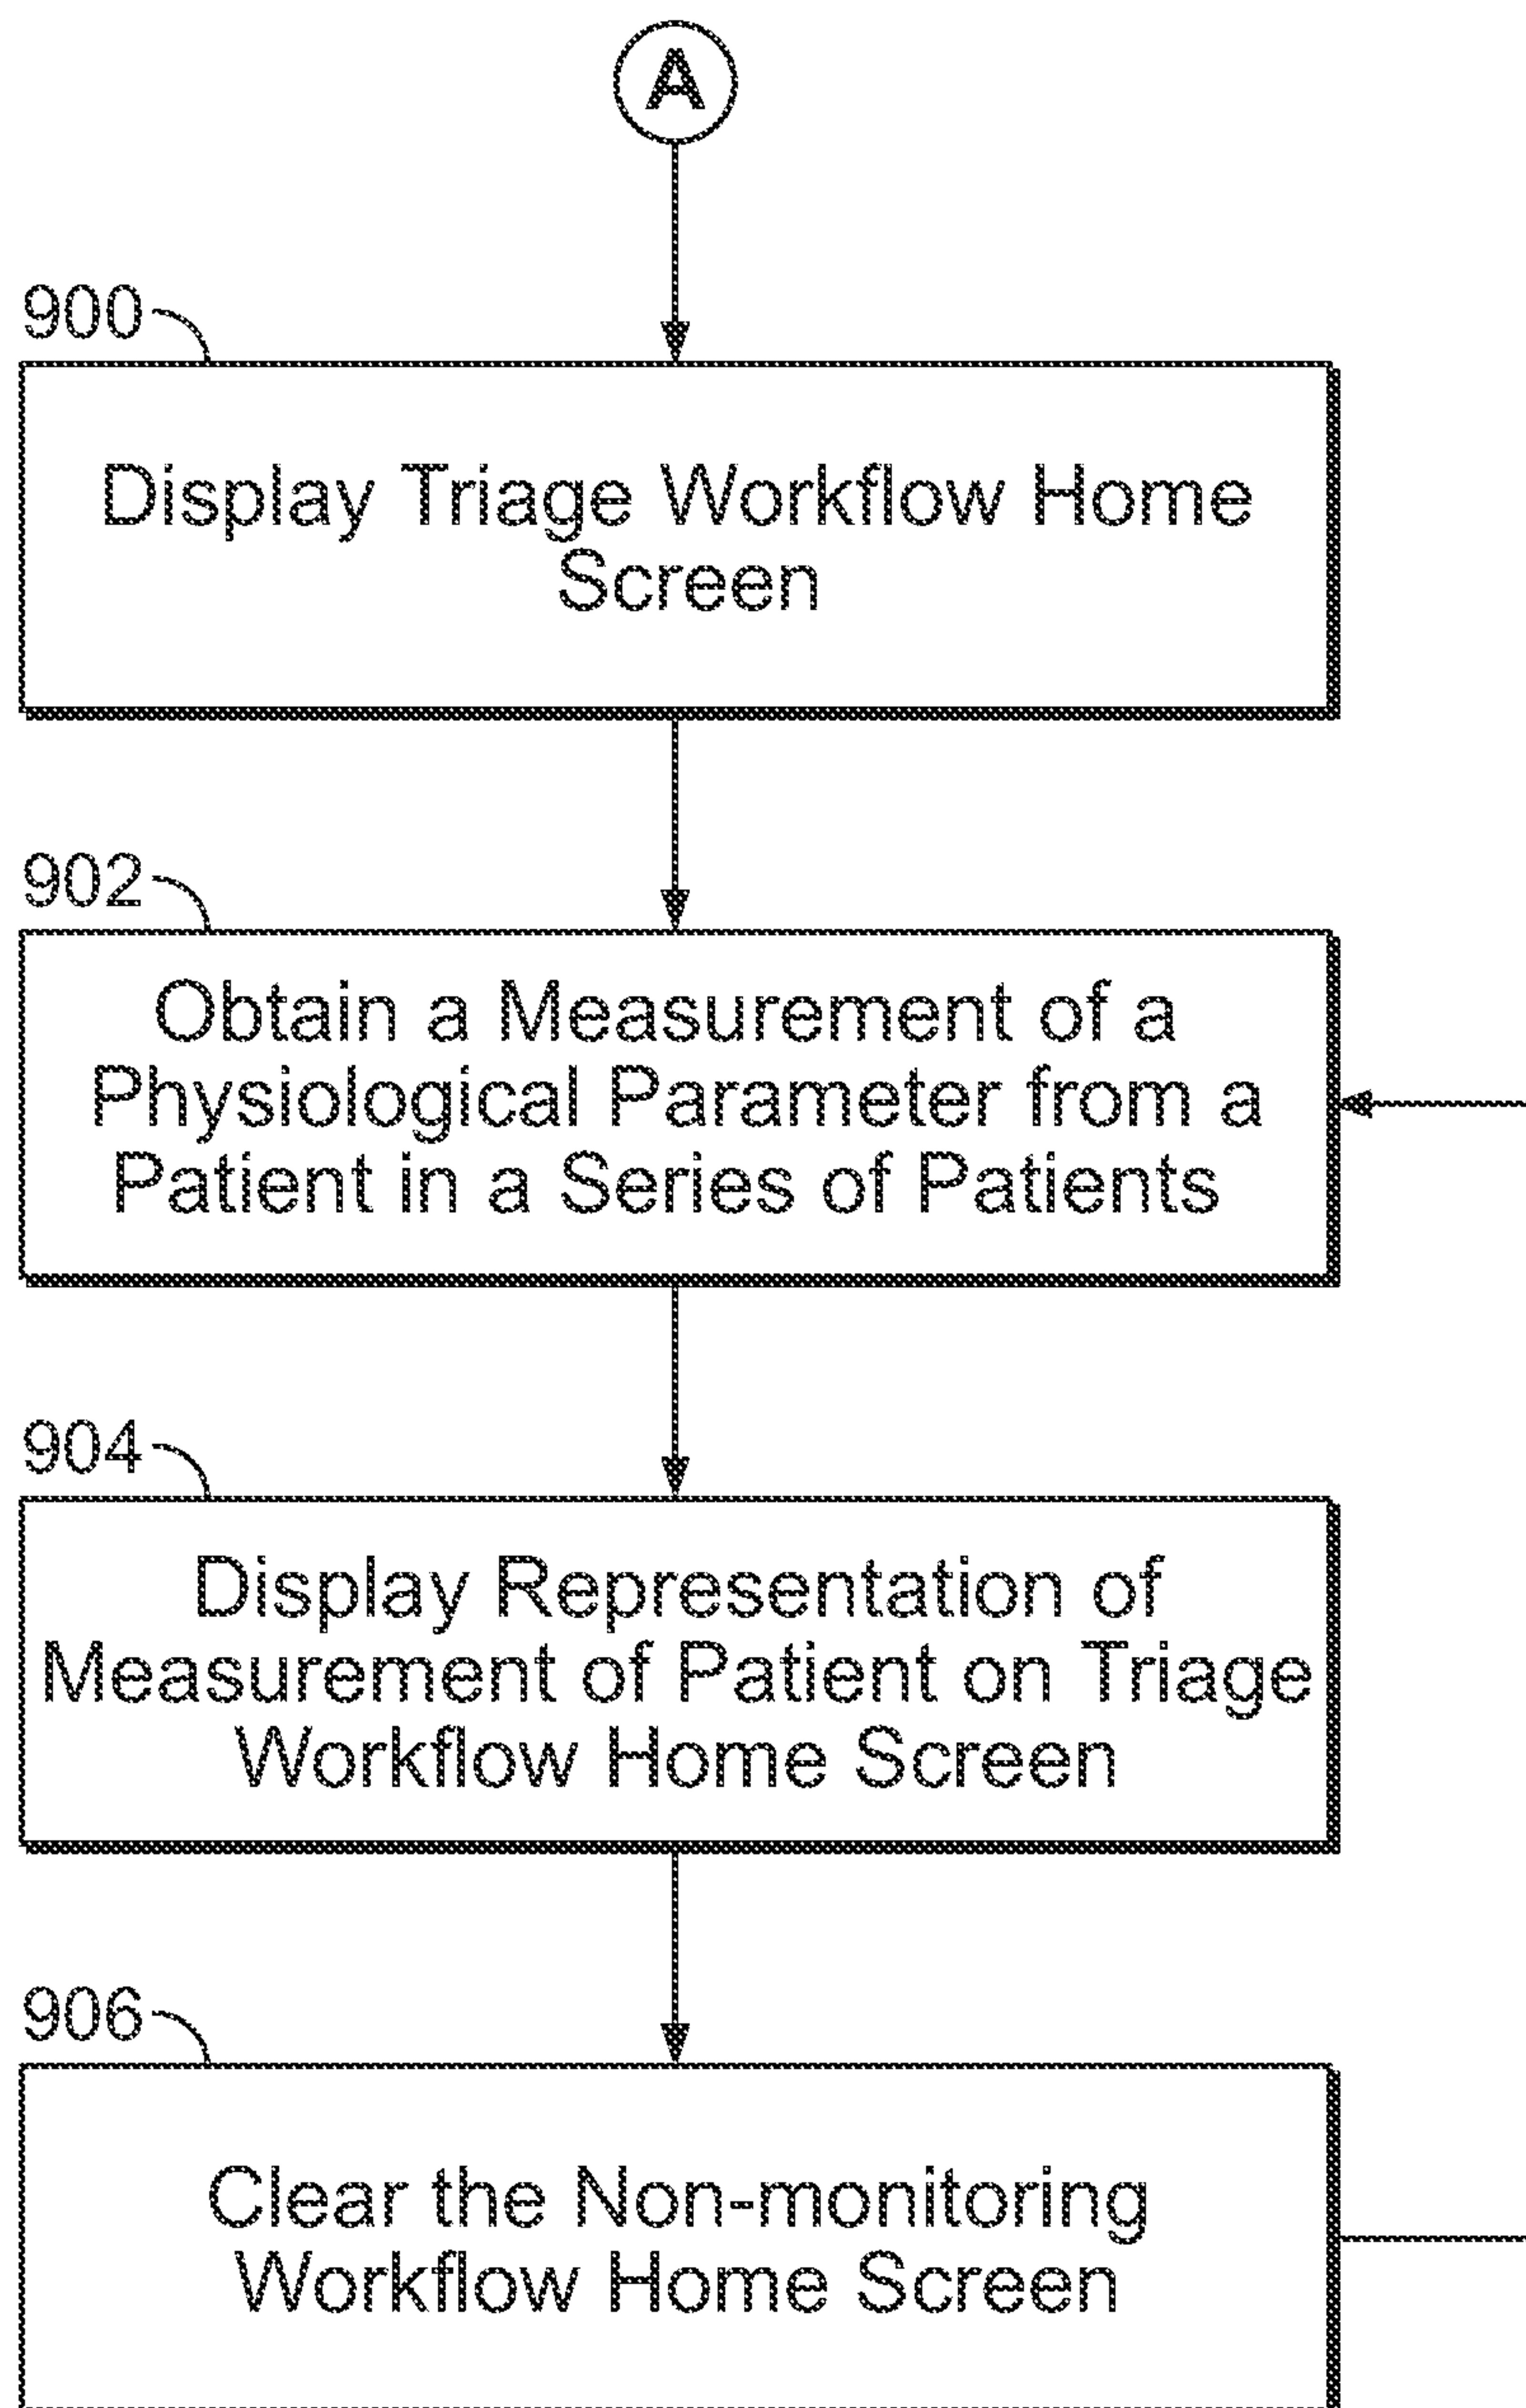 A
900
Display Triage Workflow Home
Screen
902
Obtain a Measurement of a
Physiological Parameter from a
Patient in a Series of Patients
904
Display Representation of
Measurement of Patient on Triage
Workflow Home Screen
906
Clear the Non-monitoring
Workflow Home Screen